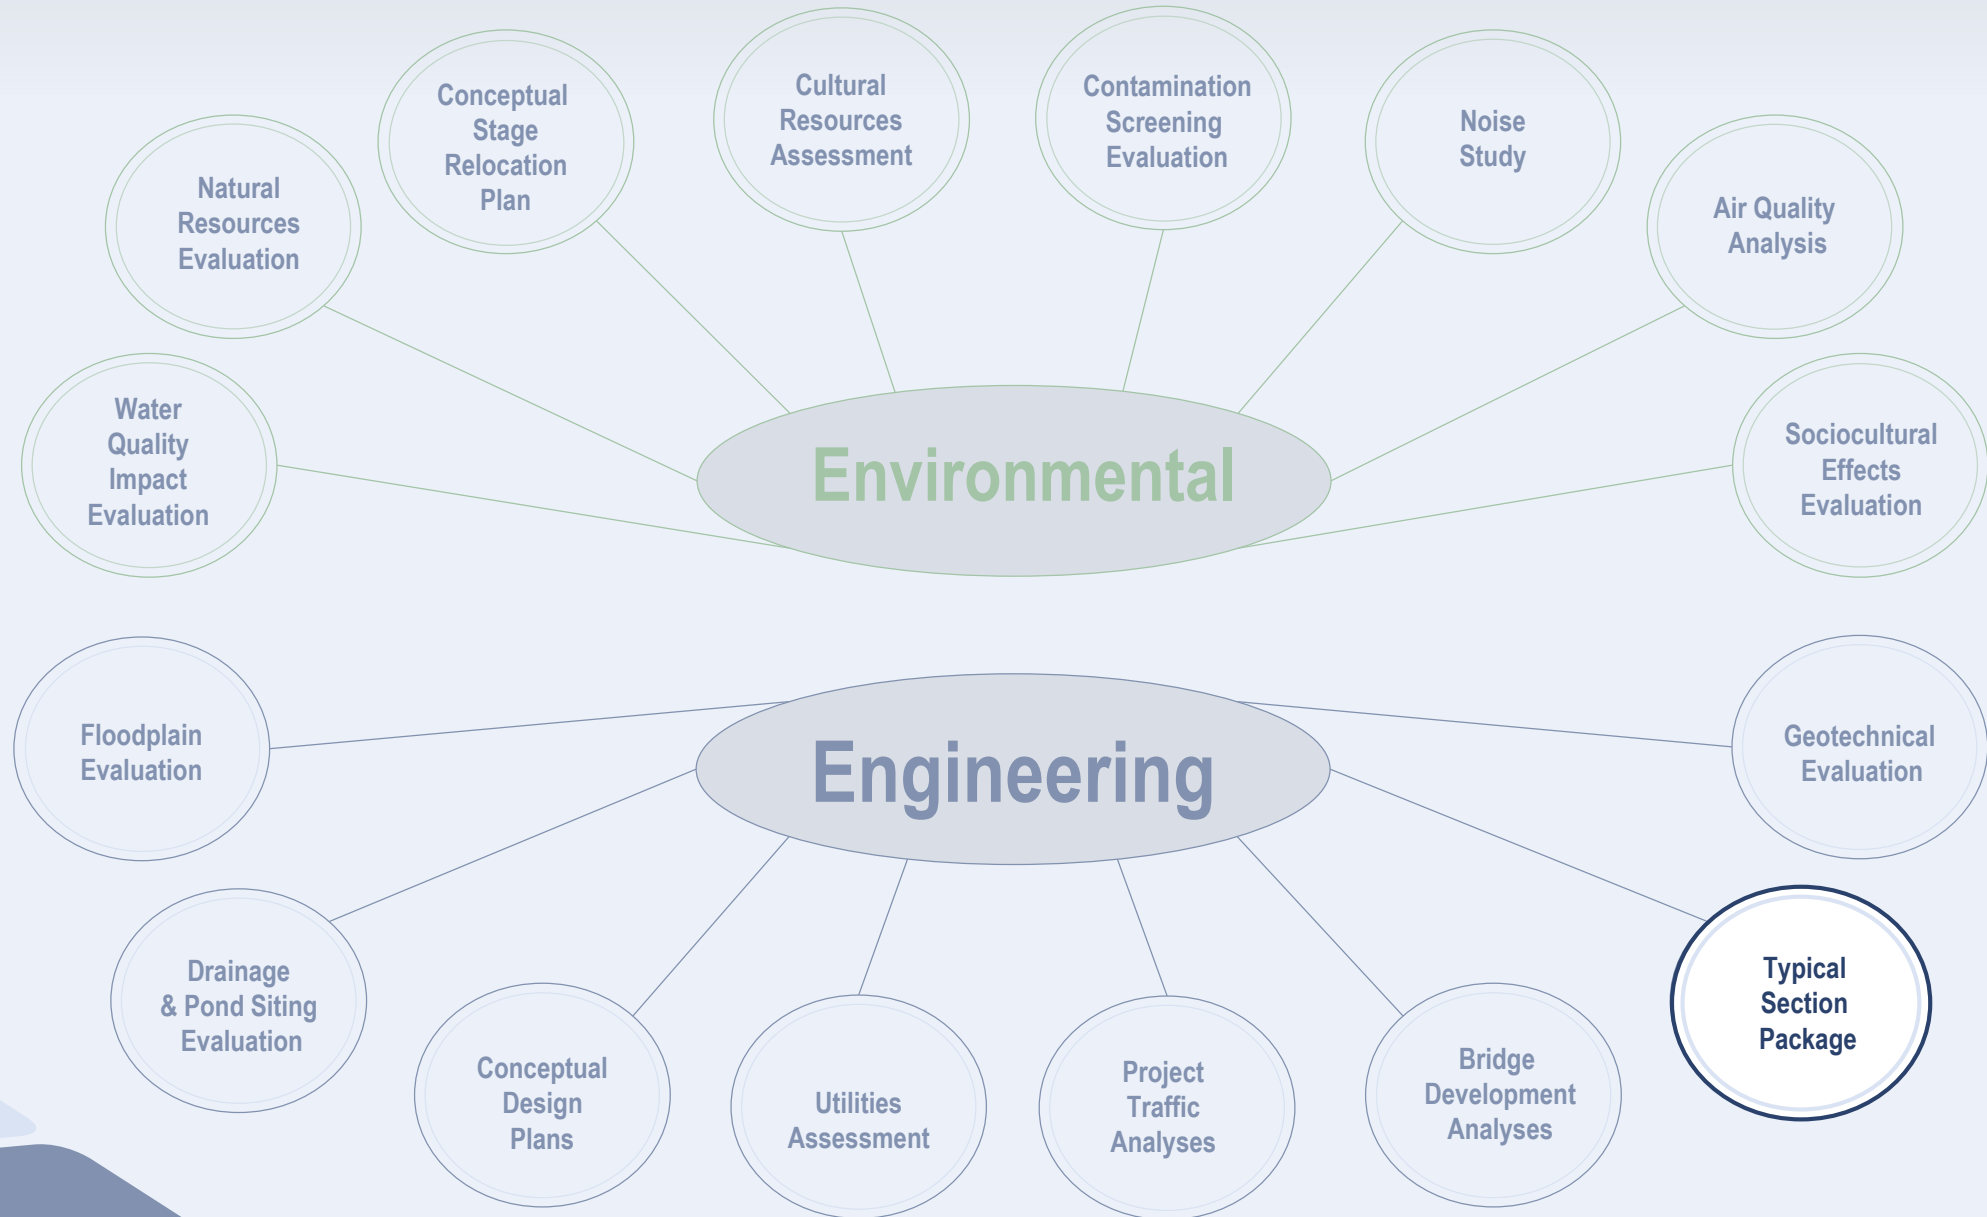 Cultural
Resources
Assessment
Contamination
Screening
Evaluation
Conceptual
Stage
Relocation
Plan
Noise
Study
Natural
Resources
Evaluation
Air Quality
Analysis
Water
Quality
Impact
Evaluation
Environmental
Sociocultural
Effects
Evaluation
Floodplain
Evaluation
Engineering
Geotechnical
Evaluation
Drainage
& Pond Siting
Evaluation
Conceptual
Design
Plans
Utilities
Assessment
Project
Traffic
Analyses
Bridge
Development
Analyses
Typical
Section
Package